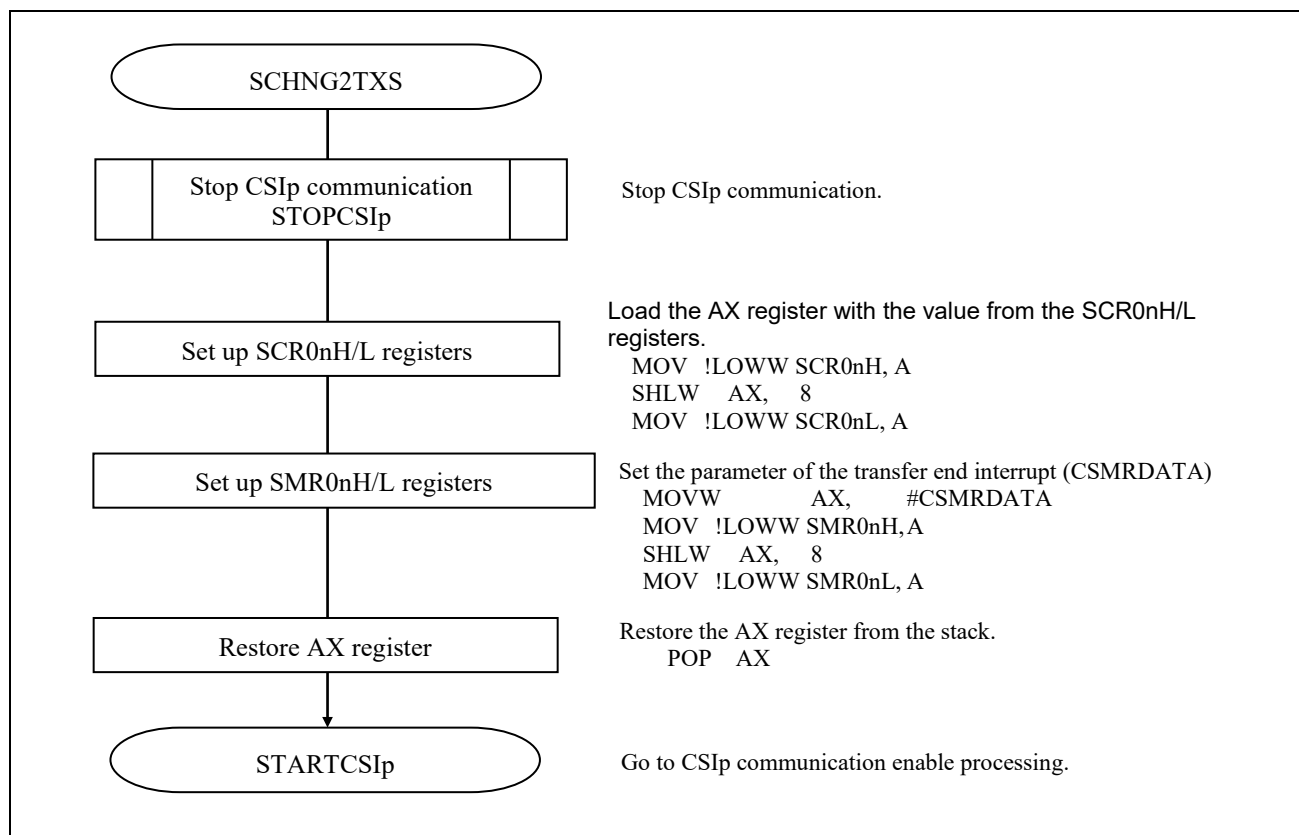 SCHNG2TXS
Stop CSIp communication
STOPCSIp
Stop CSIp communication.
Set up SCR0nH/L registers
Load the AX register with the value from the SCR0nH/L
registers.
MOV !LOWW SCR0nH, A
SHLW AX, 8
MOV !LOWW SCR0nL, A
Set up SMR0nH/L registers
Set the parameter of the transfer end interrupt (CSMRDATA)
MOVW AX, #CSMRDATA
MOV !LOWW SMR0nH, A
SHLW AX, 8
MOV !LOWW SMR0nL, A
Restore AX register
Restore the AX register from the stack.
POP AX
STARTCSIp
Go to CSIp communication enable processing.